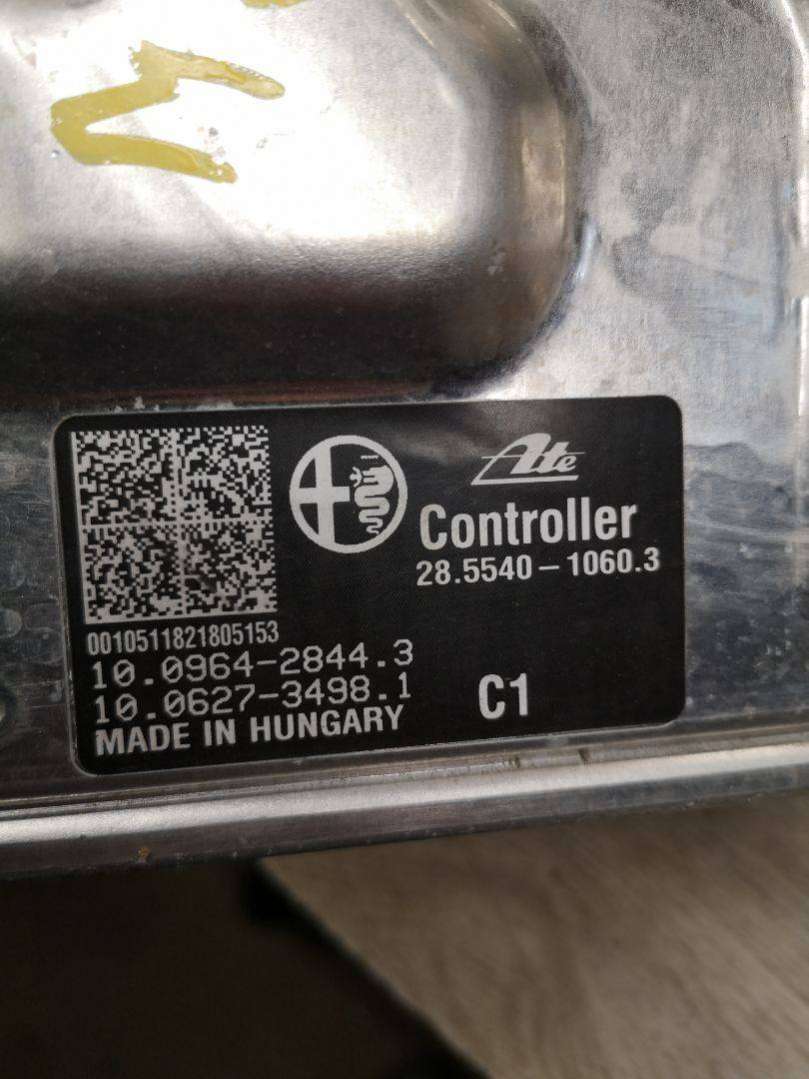 Ate
Controller
28.5540-1060.3
0010511821805153
10.0964-2844.3
10.0627-3498.1
C1
MADE IN HUNGARY